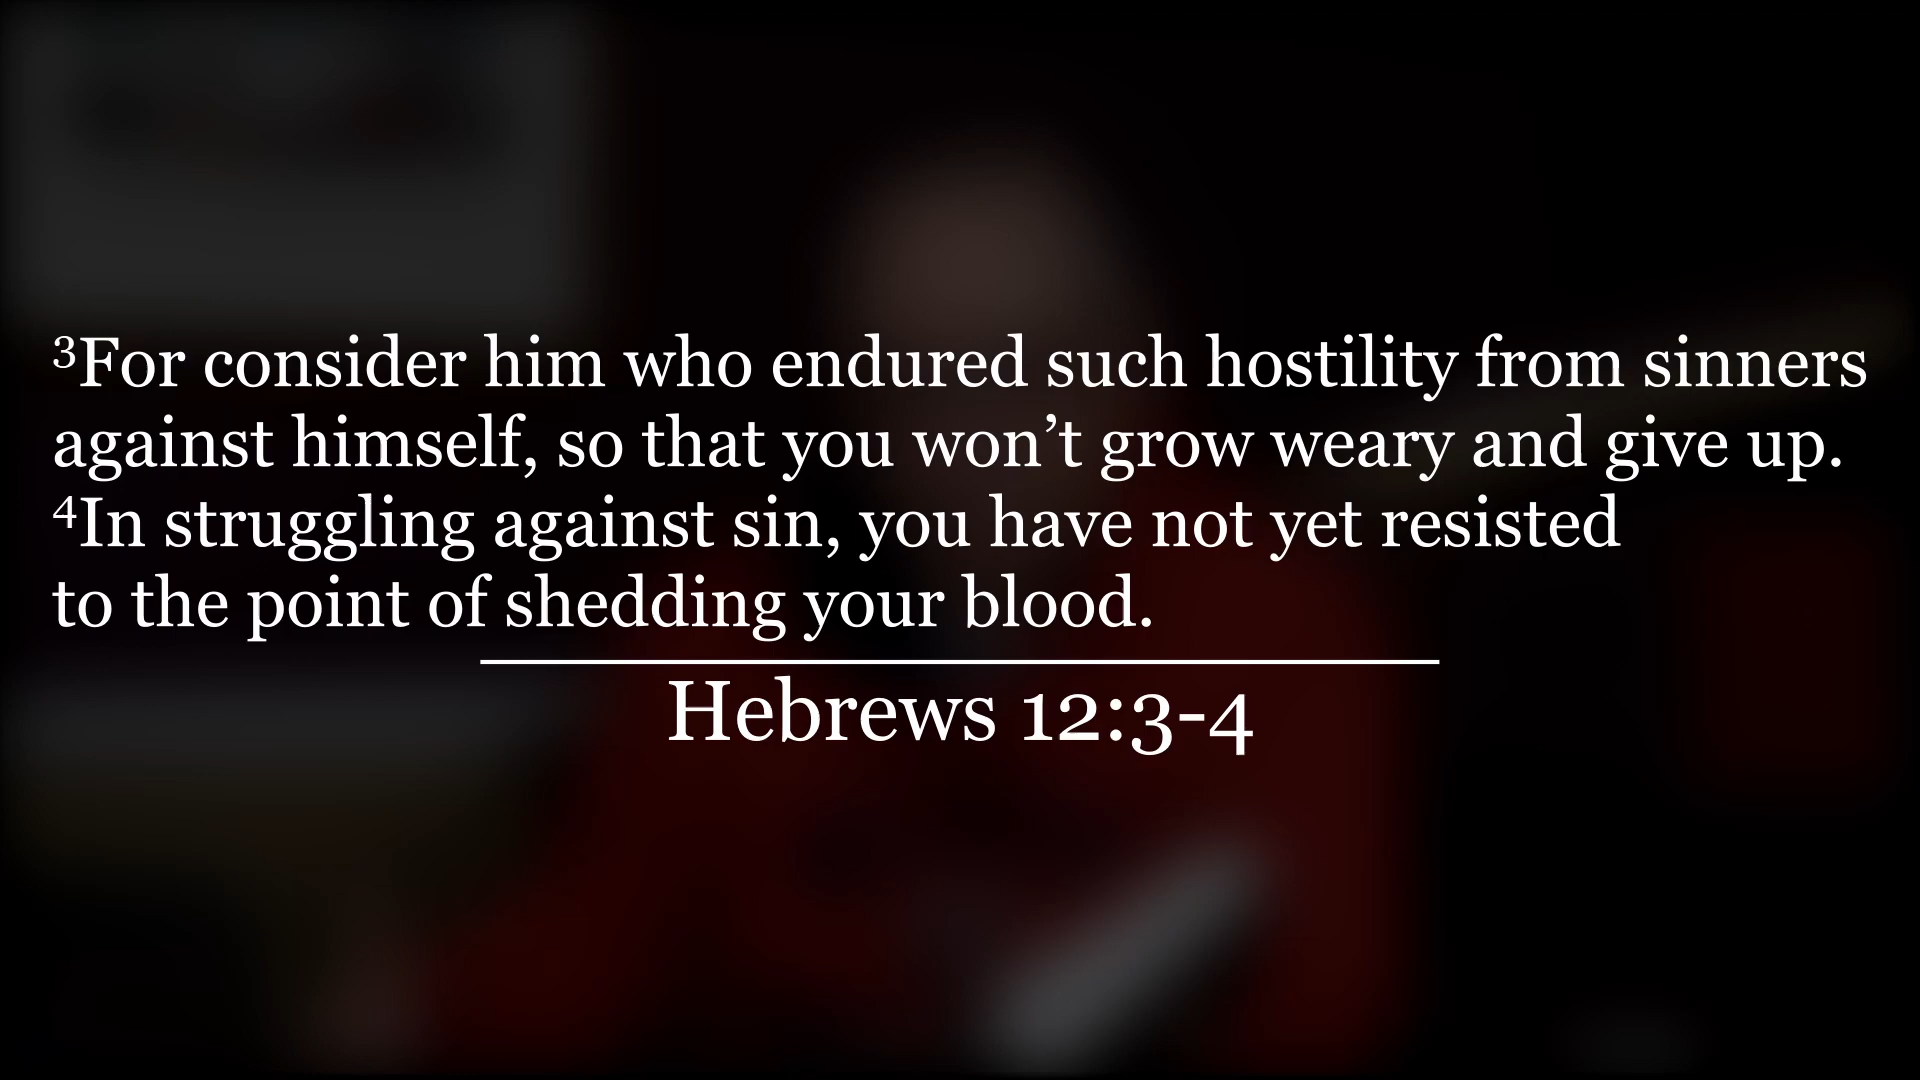 ³For consider him who endured such hostility from sinners
against himself, so that you won’t grow weary and give up.
⁴In struggling against sin, you have not yet resisted
to the point of shedding your blood.
Hebrews 12:3-4